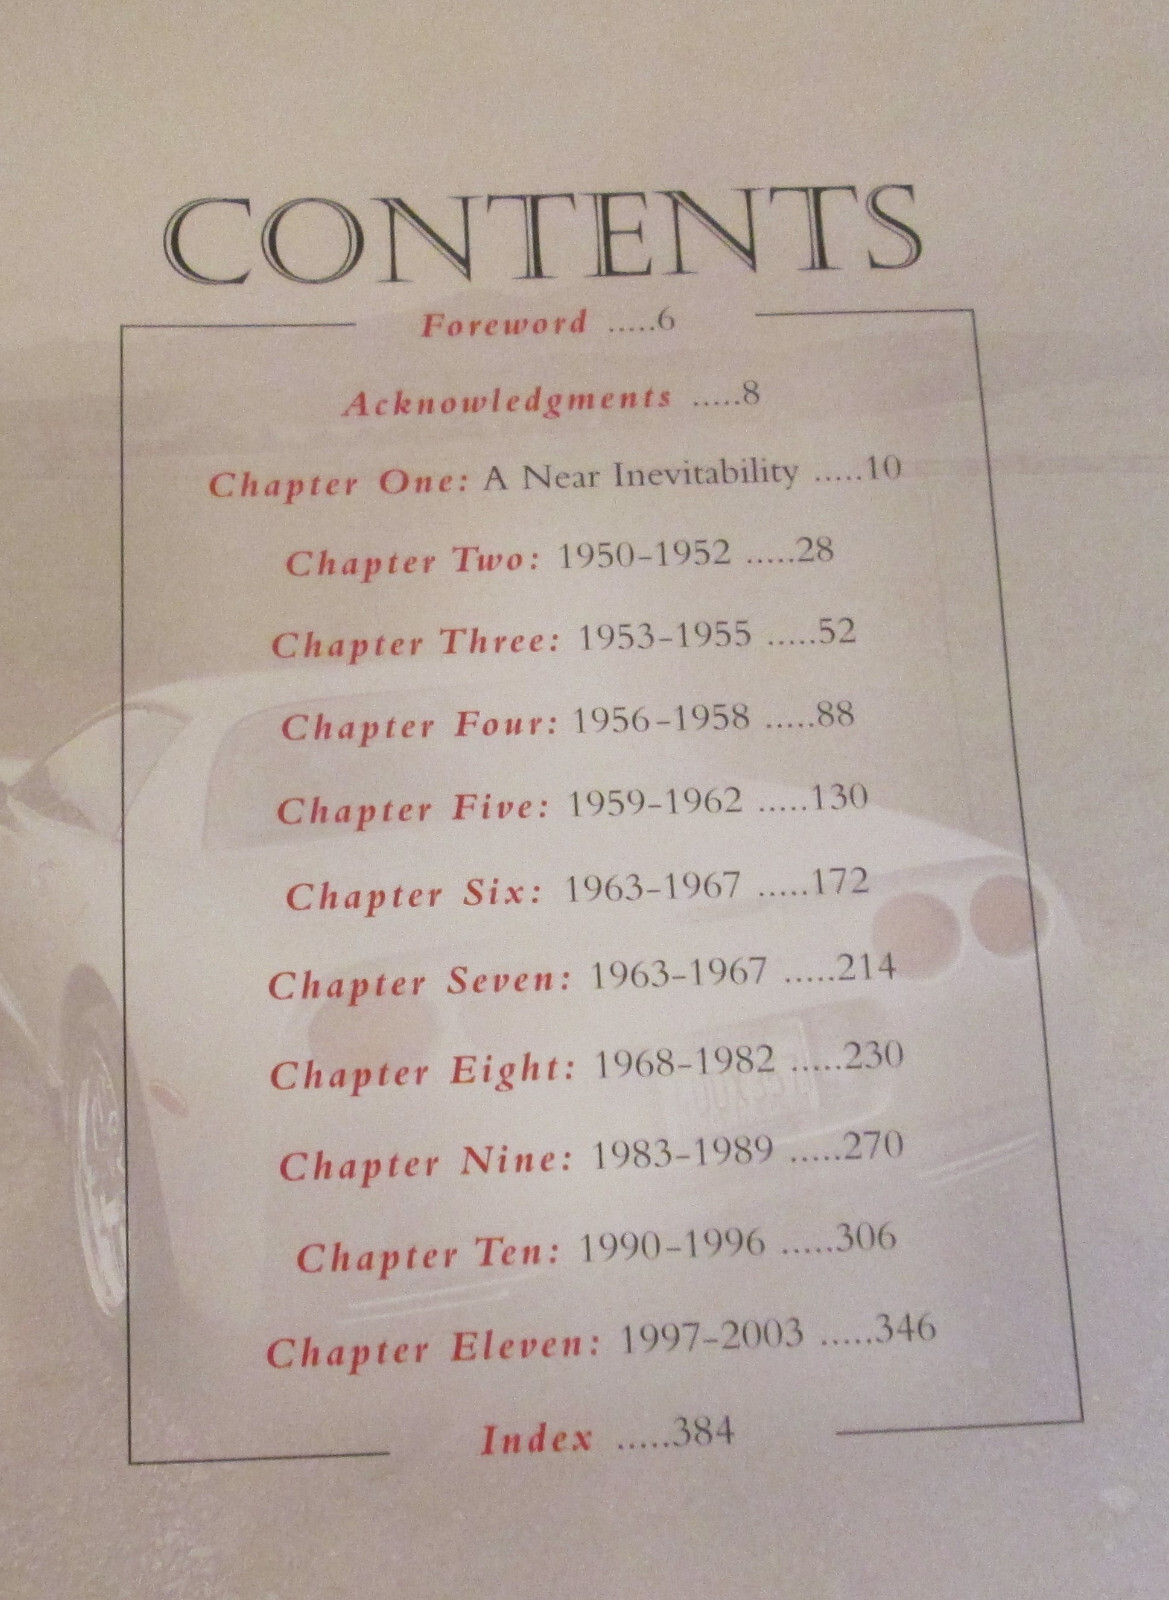 CONTENTS
Foreword .....6
Acknowledgments .....8
Chapter One: A Near Inevitability .....10
Chapter Two: 1950–1952 .....28
Chapter Three: 1953–1955 .....52
Chapter Four: 1956–1958 .....88
Chapter Five: 1959–1962 .....130
Chapter Six: 1963–1967 .....172
Chapter Seven: 1963–1967 .....214
Chapter Eight: 1968–1982 .....230
Chapter Nine: 1983–1989 .....270
Chapter Ten: 1990–1996 .....306
Chapter Eleven: 1997–2003 .....346
Index .....384